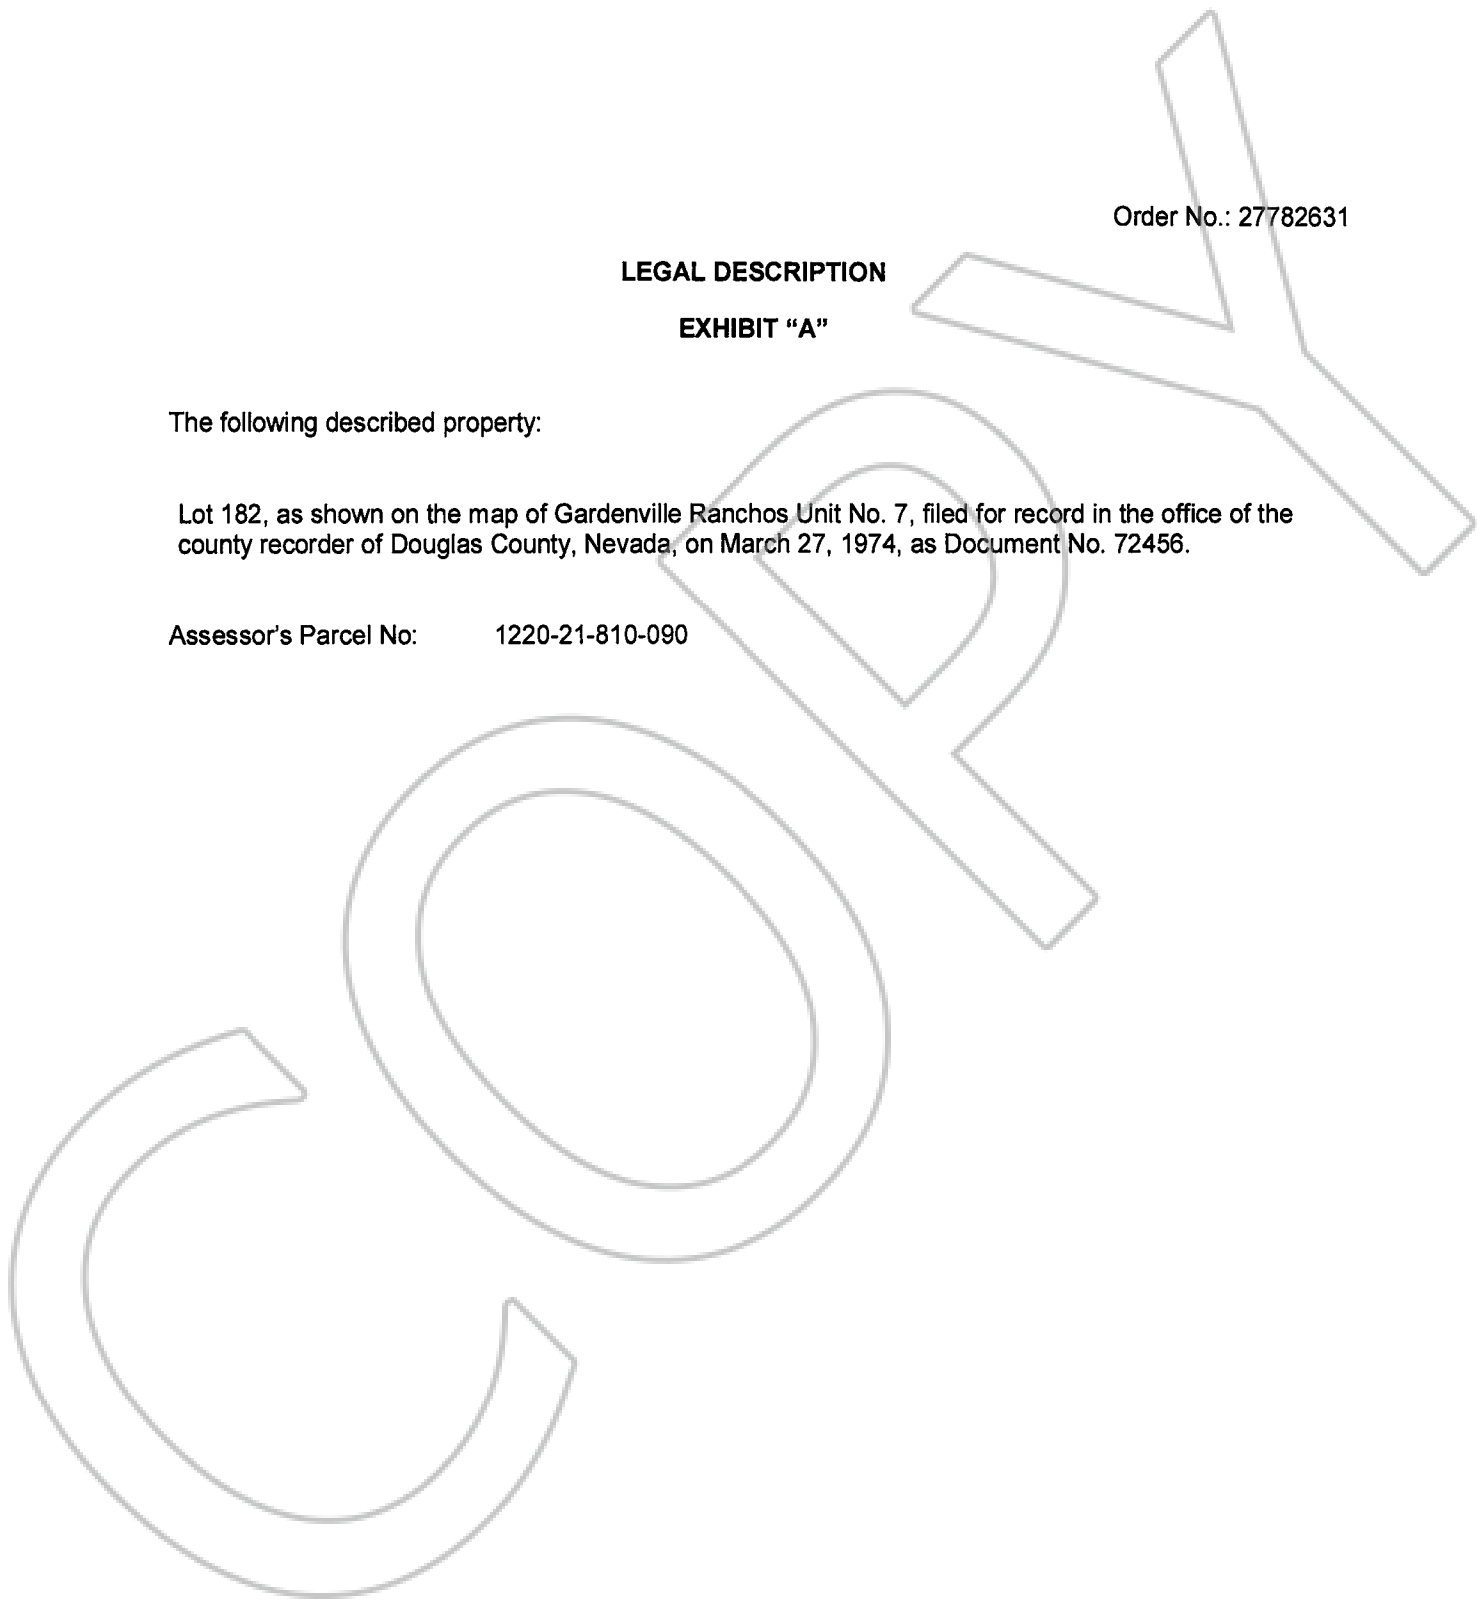 Order No.: 27782631
LEGAL DESCRIPTION
EXHIBIT “A”
The following described property:
Lot 182, as shown on the map of Gardenville Ranchos Unit No. 7, filed for record in the office of the
county recorder of Douglas County, Nevada, on March 27, 1974, as Document No. 72456.
Assessor’s Parcel No: 1220-21-810-090
COPY